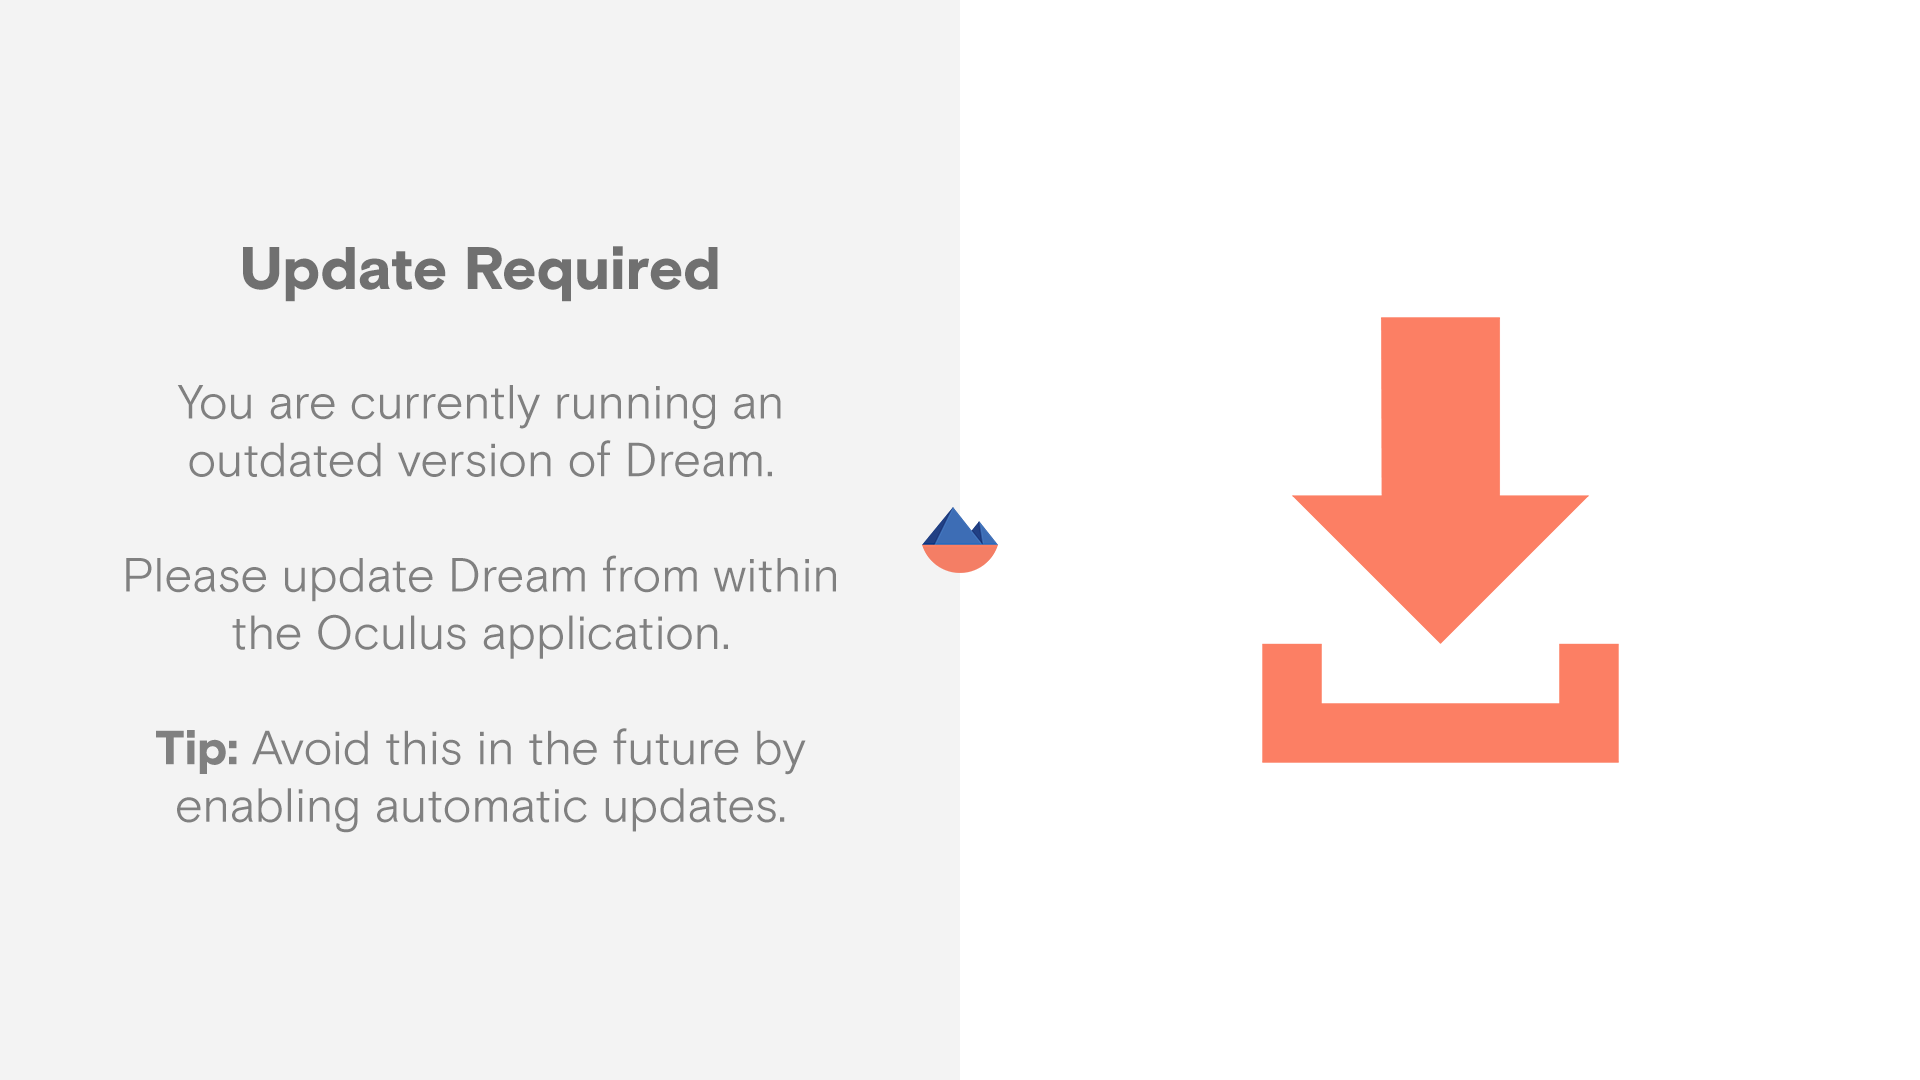 Update Required
You are currently running an
outdated version of Dream.
Please update Dream from within
the Oculus application.
Tip: Avoid this in the future by
enabling automatic updates.